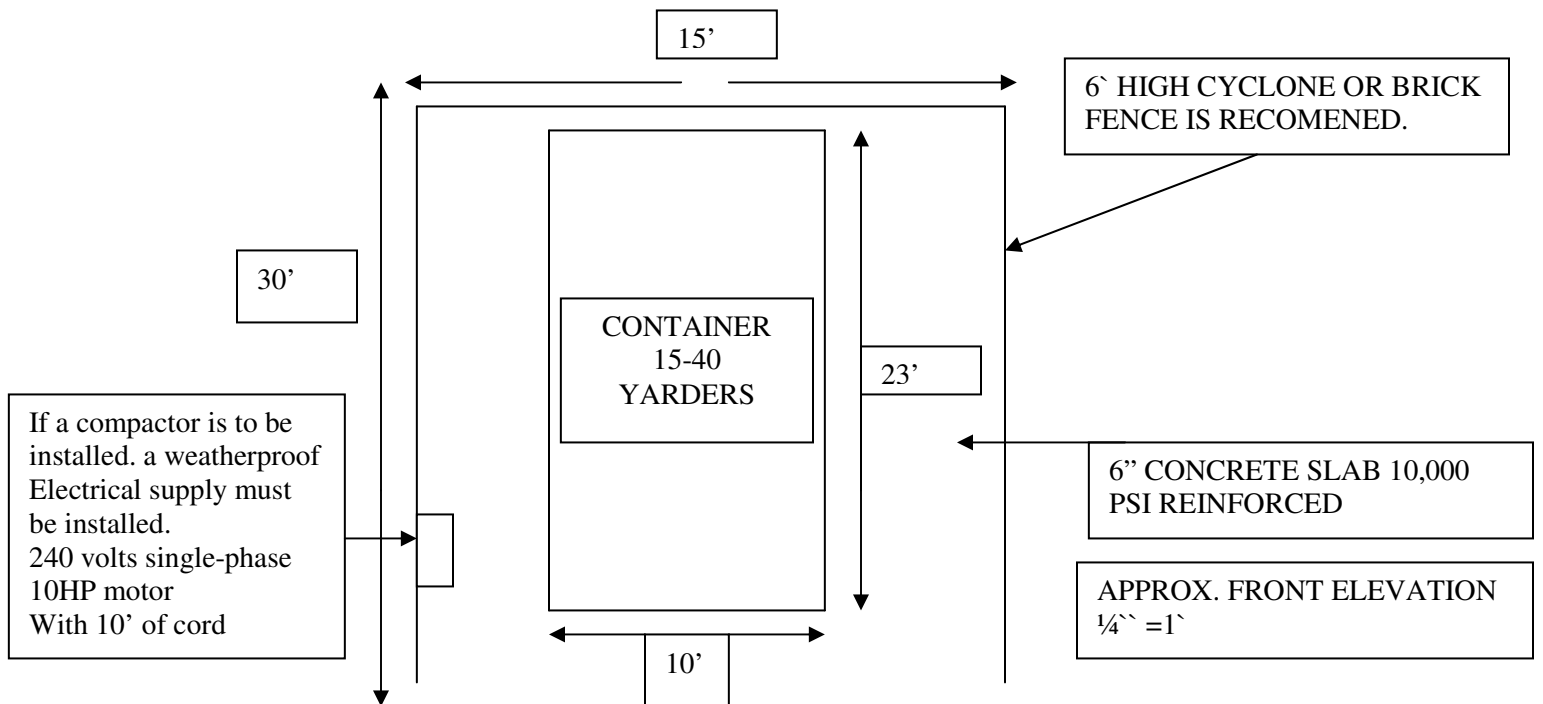 15’
6` HIGH CYCLONE OR BRICK
FENCE IS RECOMENED.
30’
CONTAINER
15-40
YARDERS
23’
If a compactor is to be
installed. a weatherproof
Electrical supply must
be installed.
240 volts single-phase
10HP motor
With 10’ of cord
6” CONCRETE SLAB 10,000
PSI REINFORCED
APPROX. FRONT ELEVATION
¼`` =1`
10’